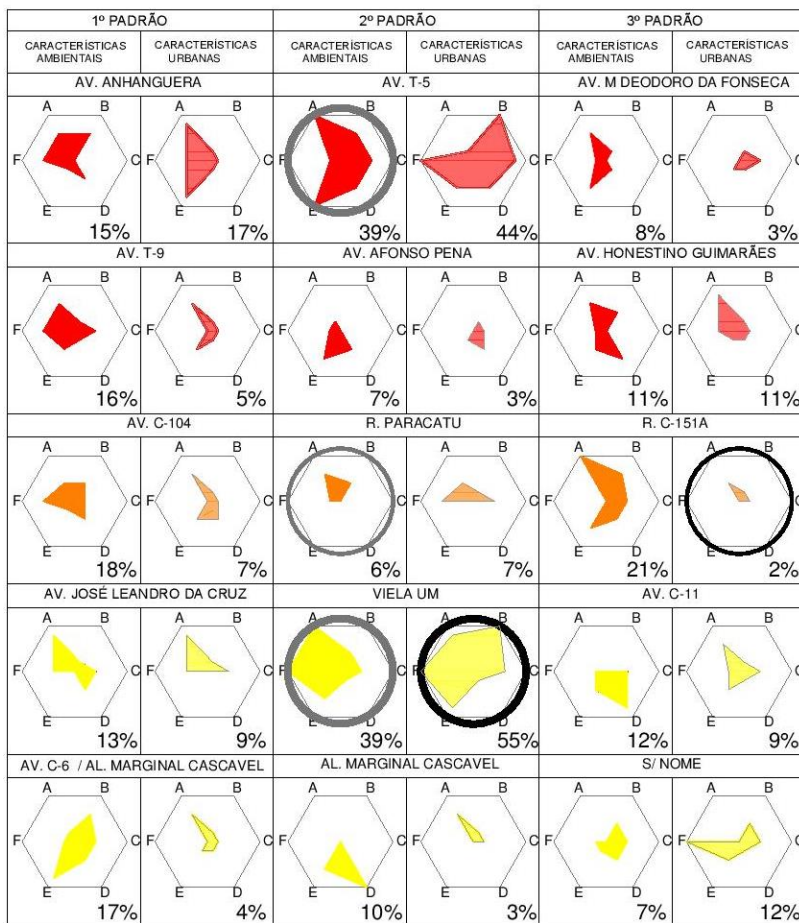 1º PADRÃO 2º PADRÃO 3º PADRÃO
CARACTERÍSTICAS AMBIENTAIS CARACTERÍSTICAS URBANAS CARACTERÍSTICAS AMBIENTAIS CARACTERÍSTICAS URBANAS CARACTERÍSTICAS AMBIENTAIS CARACTERÍSTICAS URBANAS
AV. ANHANGUERA AV. T-5 AV. M DEODORO DA FONSECA
A B A B A B A B A B A B
F C F C F C F C F C F C
E D E D E D E D E D E D
15% 17% 39% 44% 8% 3%
AV. T-9 AV. AFONSO PENA AV. HONESTINO GUIMARÃES
A B A B A B A B A B A B
F C F C F C F C F C F C
E D E D E D E D E D E D
16% 5% 7% 3% 11% 11%
AV. C-104 R. PARACATU R. C-151A
A B A B A B A B A B A B
F C F C F C F C F C F C
E D E D E D E D E D E D
18% 7% 6% 7% 21% 2%
AV. JOSÉ LEANDRO DA CRUZ VIELA UM AV. C-11
A B A B A B A B A B A B
F C F C F C F C F C F C
E D E D E D E D E D E D
13% 9% 39% 55% 12% 9%
AV. C-6 / AL. MARGINAL CASCAVEL AL. MARGINAL CASCAVEL S/ NOME
A B A B A B A B A B A B
F C F C F C F C F C F C
E D E D E D E D E D E D
17% 4% 10% 3% 7% 12%